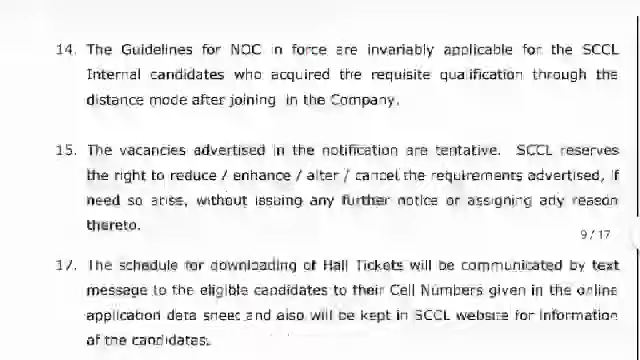 14. The Guidelines for NOC in force are invariably applicable for the SCCL
Internal candidates who acquired the requisite qualification through the
distance mode after joining in the Company.
15. The vacancies advertised in the notification are tentative. SCCL reserves
the right to reduce / enhance / alter / cancel the requirements advertised, if
need so arise, without issuing any further notice or assigning any reason
thereto.
9/17
17. The schedule for downloading of Hall Tickets will be communicated by text
message to the eligible candidates to their Cell Numbers given in the online
application data sheet and also will be kept in SCCL website for information
of the candidates.